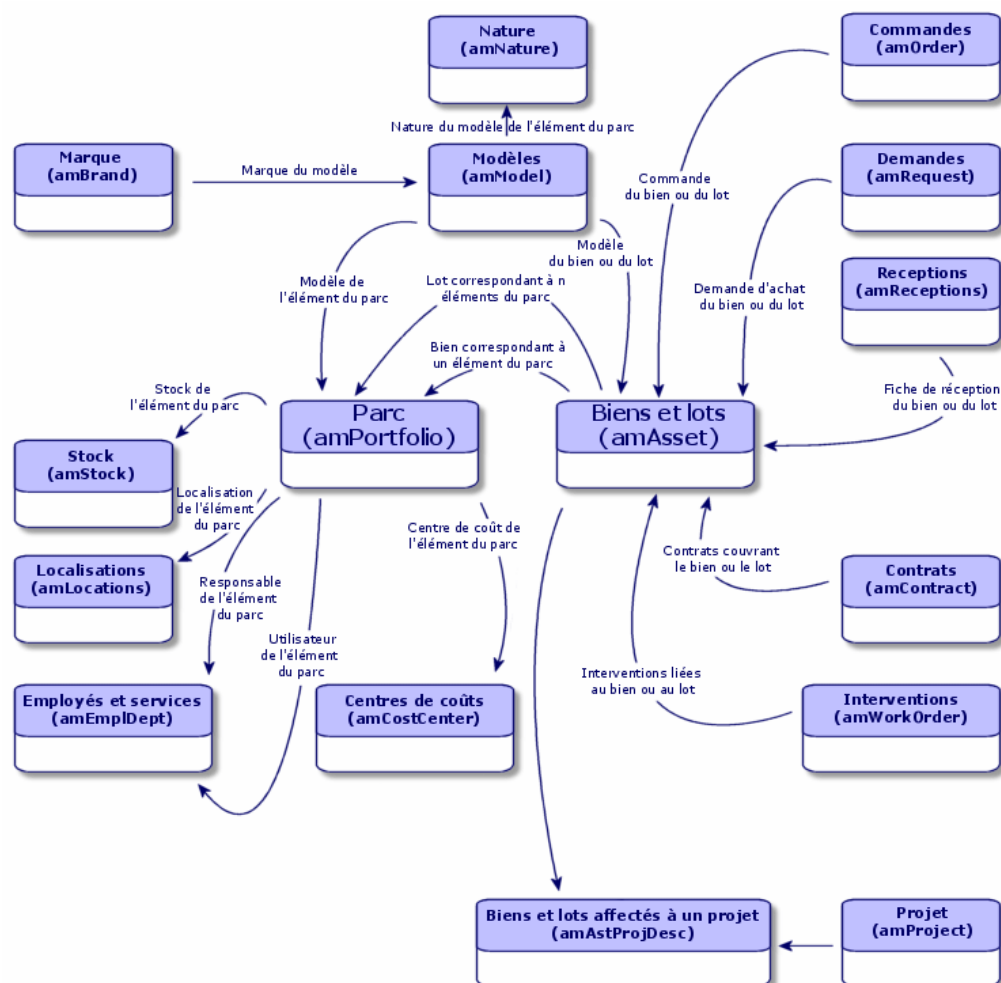 Nature
(amNature)
Commandes
(amOrder)
Nature du modèle de l'élément du parc
Marque
(amBrand)
Marque du modèle
Modèles
(amModel)
Commande
du bien ou du lot
Demandes
(amRequest)
Modèle
du bien ou du lot
Modèle de
l'élément du parc
Lot correspondant à n
éléments du parc
Demande d'achat
du bien ou du lot
Receptions
(amReceptions)
Bien correspondant à
un élément du parc
Stock de
l'élément du parc
Fiche de réception
du bien ou du lot
Parc
(amPortfolio)
Biens et lots
(amAsset)
Stock
(amStock)
Localisation
de l'élément
du parc
Centre de coût de
l'élément du parc
Contrats couvrant
le bien ou le lot
Localisations
(amLocations)
Responsable
de l'élément
du parc
Contrats
(amContract)
Utilisateur
de l'élément
du parc
Interventions liées
au bien ou au lot
Employés et services
(amEmplDept)
Centres de coûts
(amCostCenter)
Interventions
(amWorkOrder)
Biens et lots affectés à un projet
(amAstProjDesc)
Projet
(amProject)